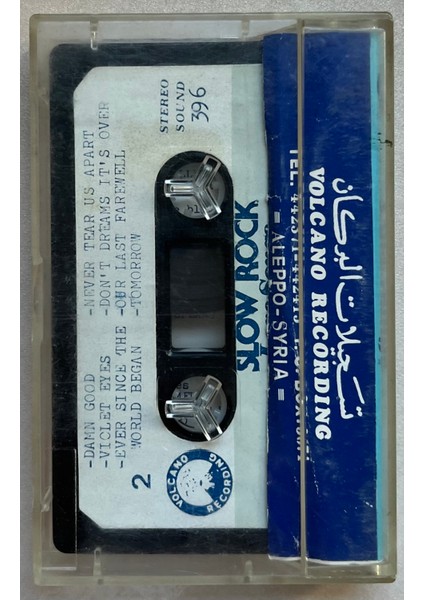 تسجيلات البركان
VOLCANO RECORDING
= ALEPPO-SYRIA =
SLOW ROCK
STEREO
SOUND
396
-DAMN GOOD
-VIOLET EYES
-EVER SINCE THE
WORLD BEGAN
-NEVER TEAR US APART
-DON'T DREAMS IT'S OVER
-OUR LAST FAREWELL
-TOMORROW
2
VOLCANO
RECORDING